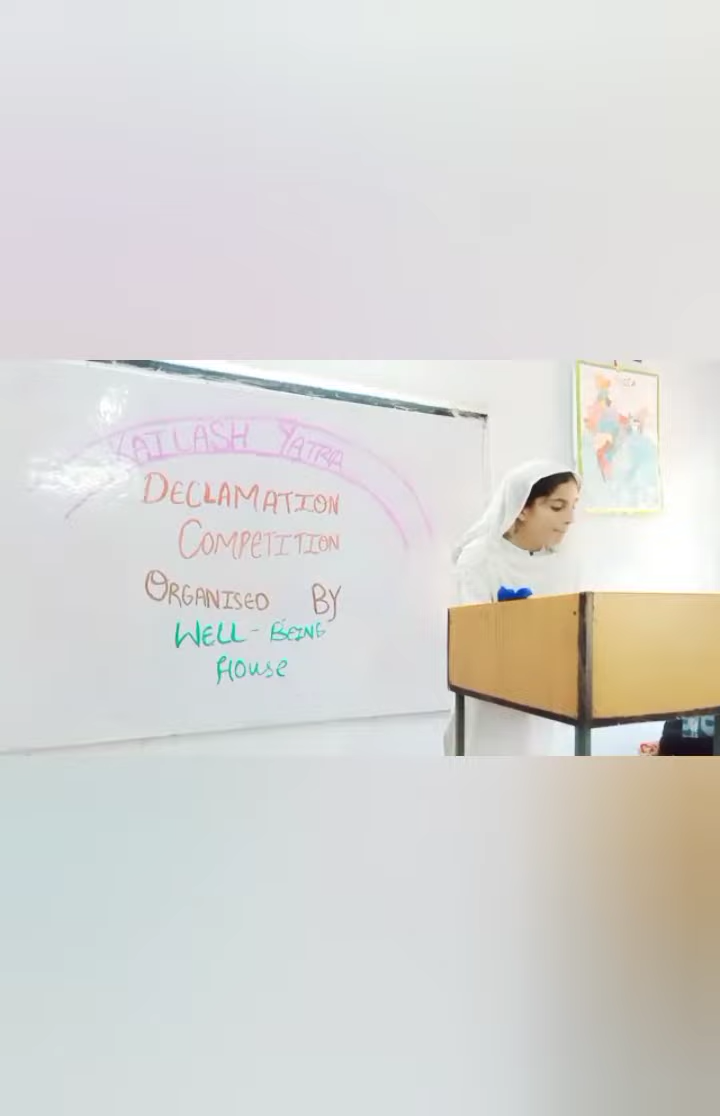 KAILASH YATRA
DECLAMATION
COMPETITION
ORGANISED BY
WELL-BEING
House